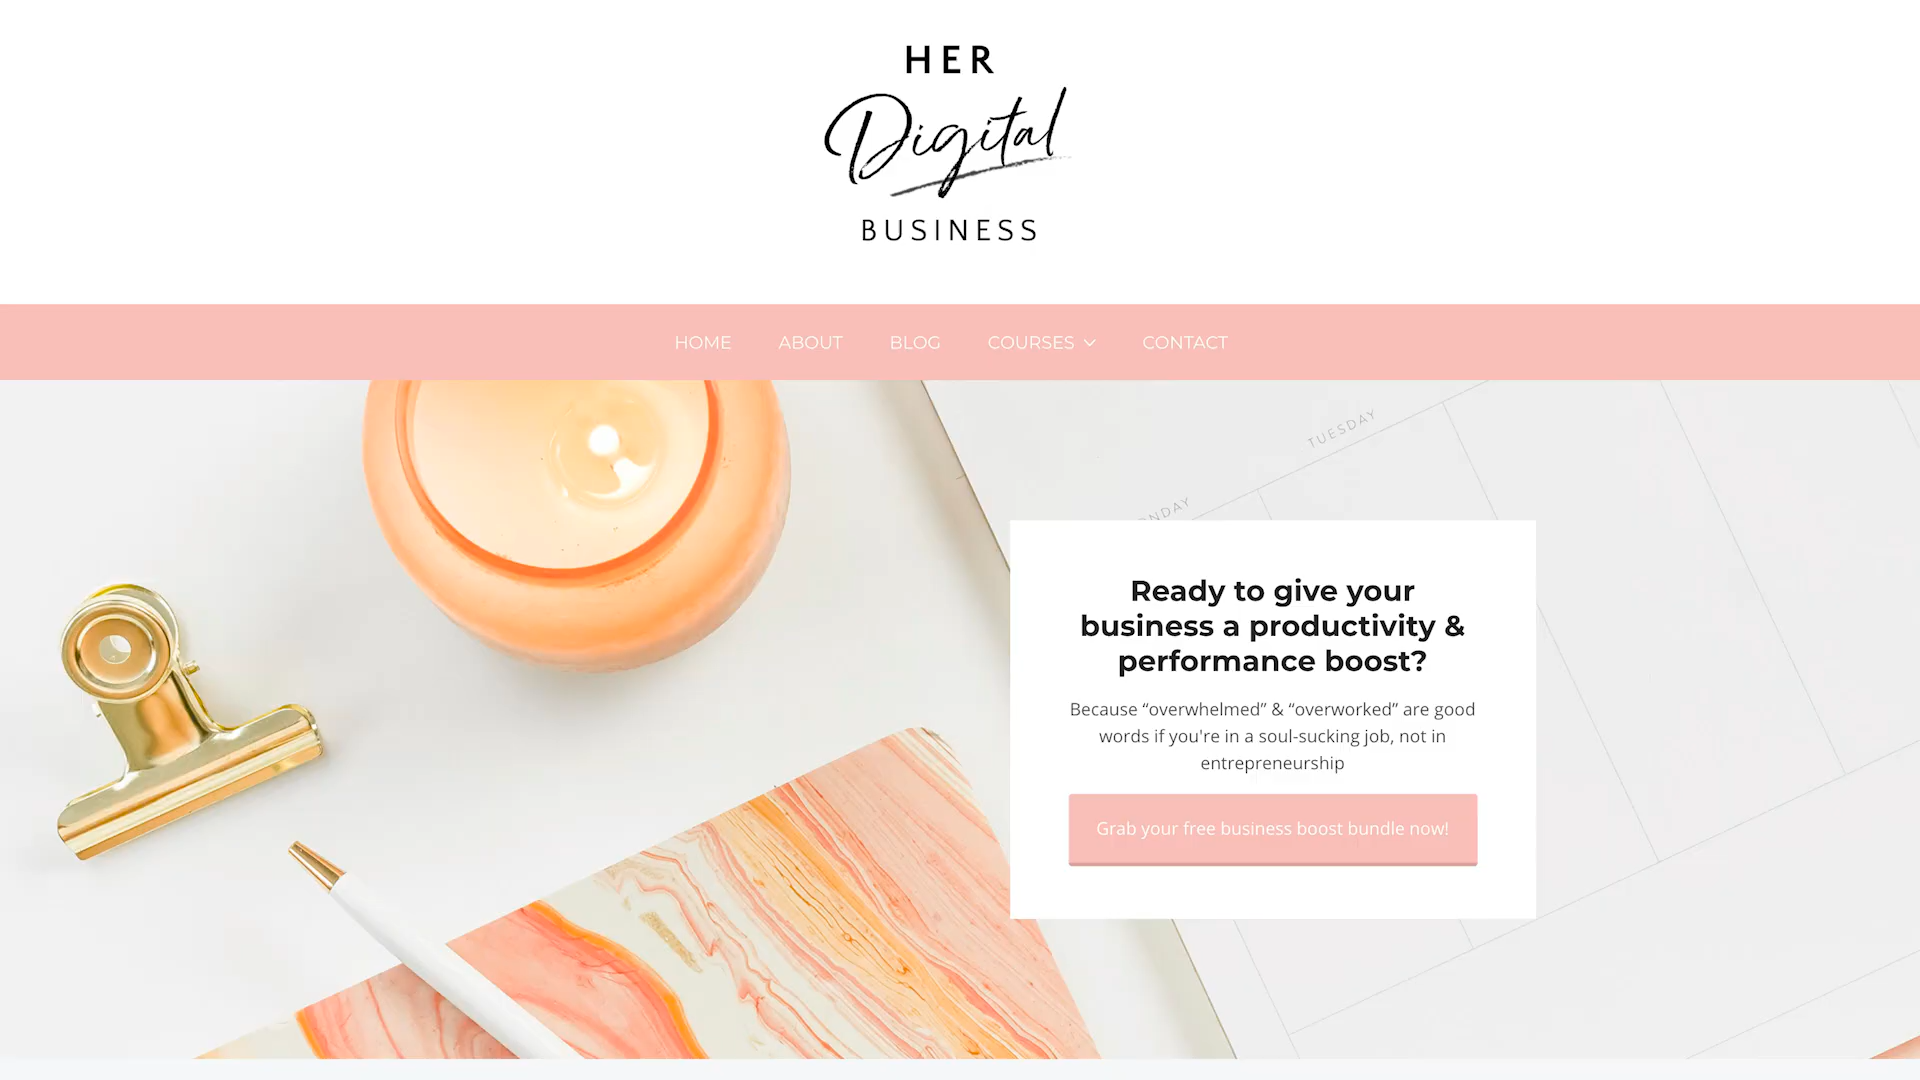 HER
Digital
BUSINESS
HOME ABOUT BLOG COURSES CONTACT
TUESDAY
NDAY
Ready to give your
business a productivity &
performance boost?
Because “overwhelmed” & “overworked” are good
words if you're in a soul-sucking job, not in
entrepreneurship
Grab your free business boost bundle now!